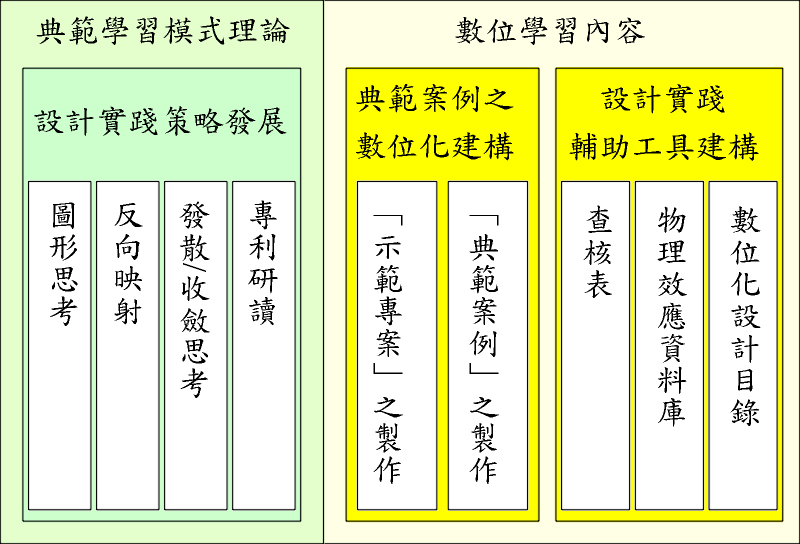 典範學習模式理論
設計實踐策略發展
圖形思考
反向映射
發散/收斂思考
專利研讀
數位學習內容
典範案例之
數位化建構
「示範專案」之製作
「典範案例」之製作
設計實踐
輔助工具建構
查核表
物理效應資料庫
數位化設計目錄